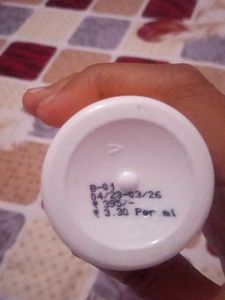 B-01
04/23-03/26
₹ 395/-
₹ 3.30 Per ml